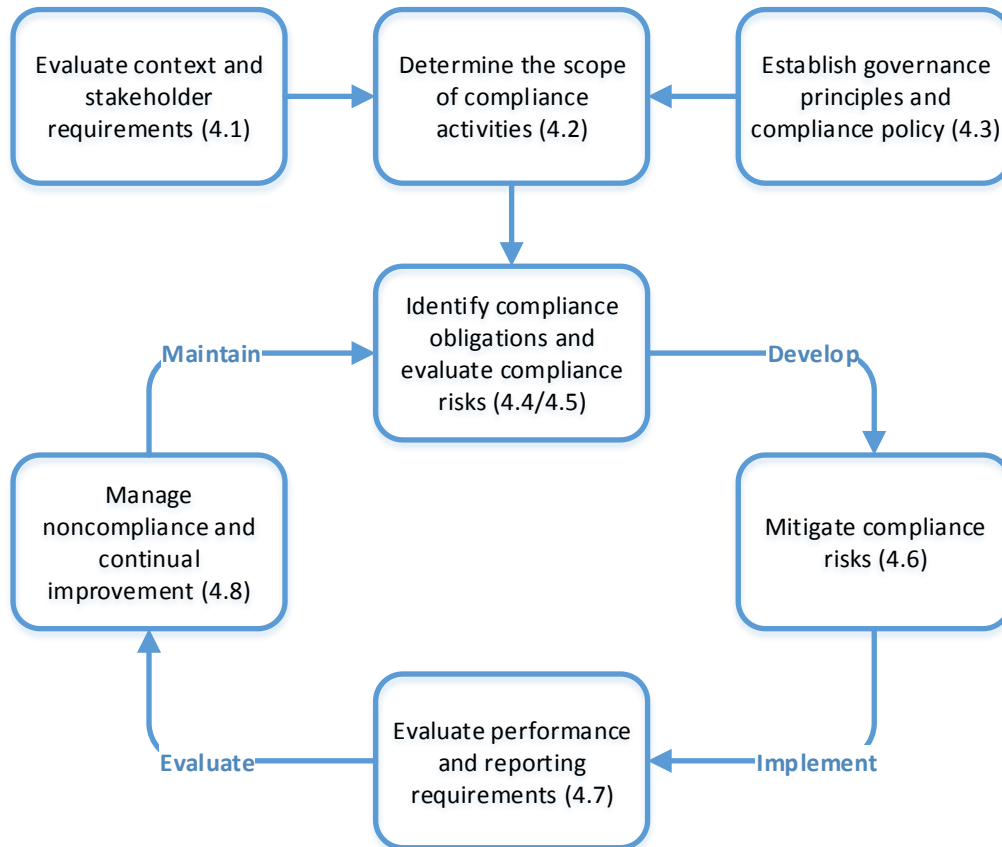 Evaluate context and
stakeholder
requirements (4.1)
Determine the scope
of compliance
activities (4.2)
Establish governance
principles and
compliance policy (4.3)
Identify compliance
obligations and
evaluate compliance
risks (4.4/4.5)
Maintain
Develop
Manage
noncompliance and
continual
improvement (4.8)
Mitigate compliance
risks (4.6)
Evaluate performance
and reporting
requirements (4.7)
Evaluate
Implement